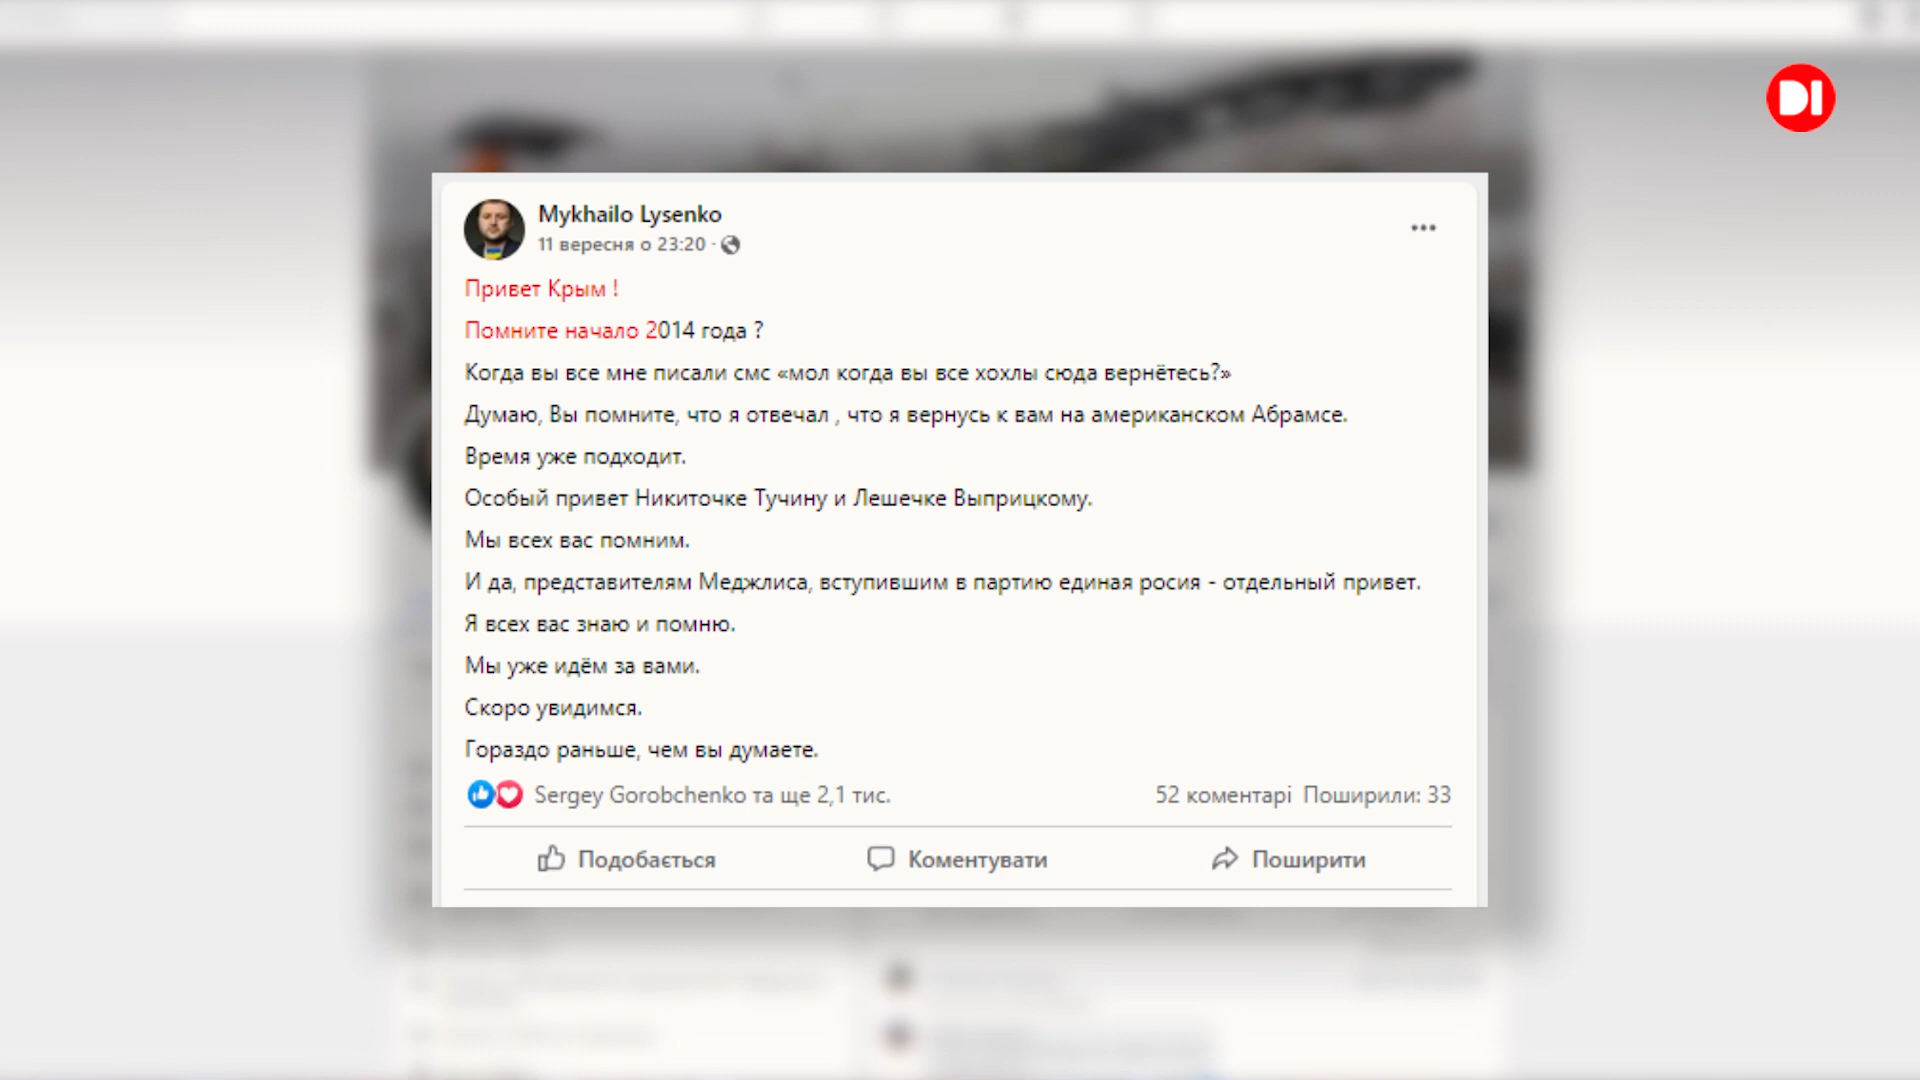 DI
Mykhailo Lysenko
11 вересня о 23:20 ·
Привет Крым !
Помните начало 2014 года ?
Когда вы все мне писали смс «мол когда вы все хохлы сюда вернётесь?»
Думаю, Вы помните, что я отвечал , что я вернусь к вам на американском Абрамсе.
Время уже подходит.
Особый привет Никиточке Тучину и Лешечке Выприцкому.
Мы всех вас помним.
И да, представителям Меджлиса, вступившим в партию единая росия - отдельный привет.
Я всех вас знаю и помню.
Мы уже идём за вами.
Скоро увидимся.
Гораздо раньше, чем вы думаете.
Sergey Gorobchenko та ще 2,1 тис.
52 коментарі Поширили: 33
Подобається
Коментувати
Поширити